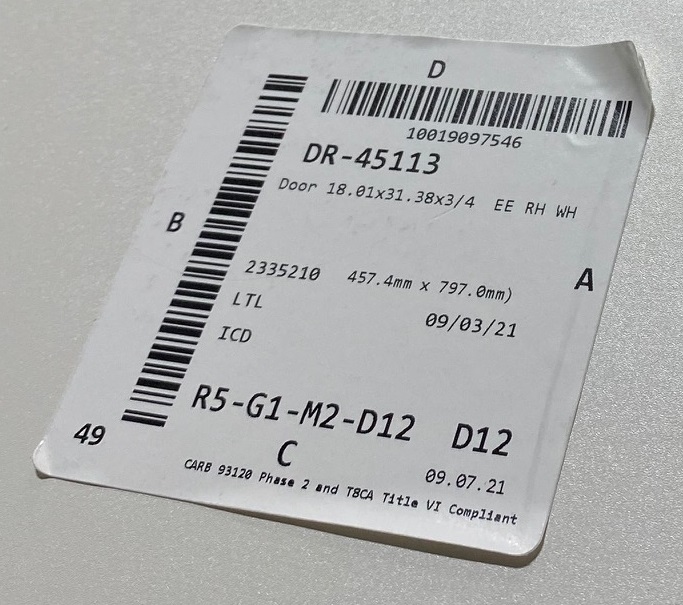 D
10019097546
DR-45113
Door 18.01x31.38x3/4 EE RH WH
B
A
2335210 457.4mm x 797.0mm)
LTL 09/03/21
ICD
R5-G1-M2-D12 D12
49
C
09.07.21
CARB 93120 Phase 2 and TBCA Title VI Compliant